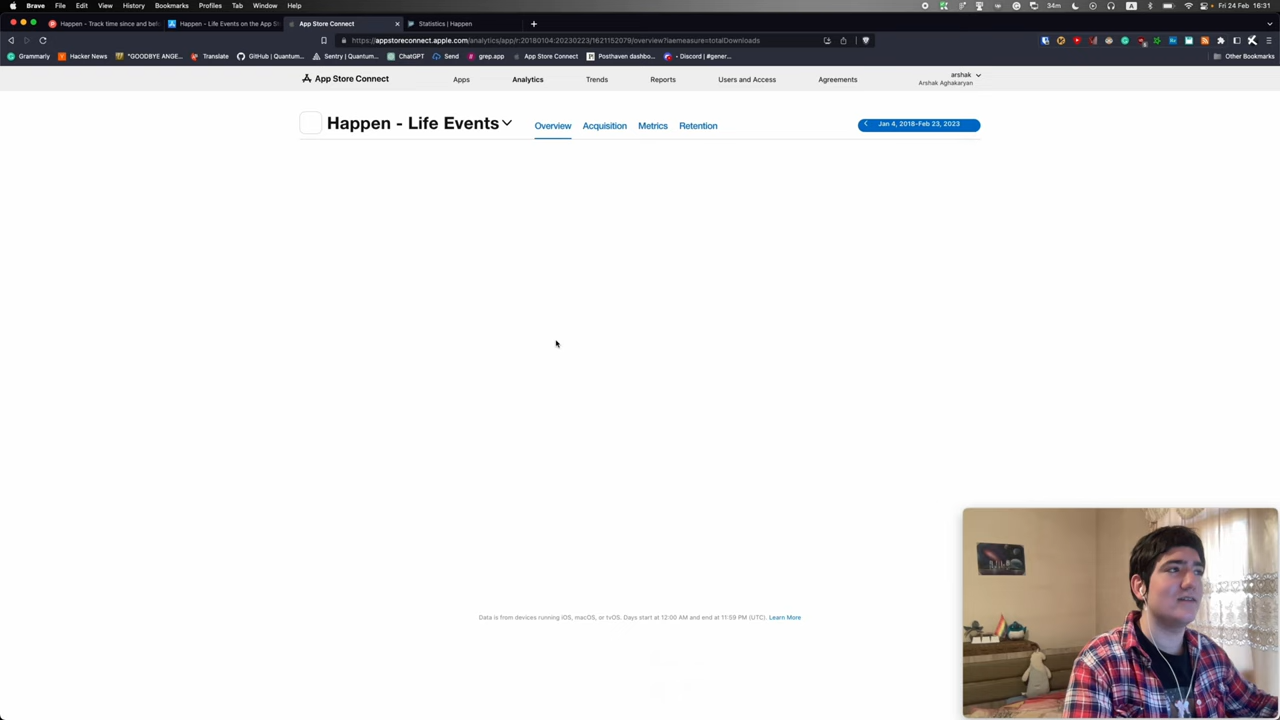 Brave File Edit View History Bookmarks Profiles Tab Window Help 34m A Fri 24 Feb 16:31
Happen - Track time since and bef Happen - Life Events on the App S App Store Connect Statistics | Happen
https://appstoreconnect.apple.com/analytics/app/r:20180104:20230223/1621152079/overview?iaemeasure=totalDownloads
Grammarly Hacker News "GOODBYE ANGE... Translate GitHub | Quantum... Sentry | Quantum... ChatGPT Send grep.app App Store Connect Posthaven dashbo... - Discord | #gener... Other Bookmarks
App Store Connect Apps Analytics Trends Reports Users and Access Agreements arshak
Arshak Aghakaryan
Happen - Life Events Overview Acquisition Metrics Retention Jan 4, 2018-Feb 23, 2023
Data is from devices running iOS, macOS, or tvOS. Days start at 12:00 AM and end at 11:59 PM (UTC). Learn More